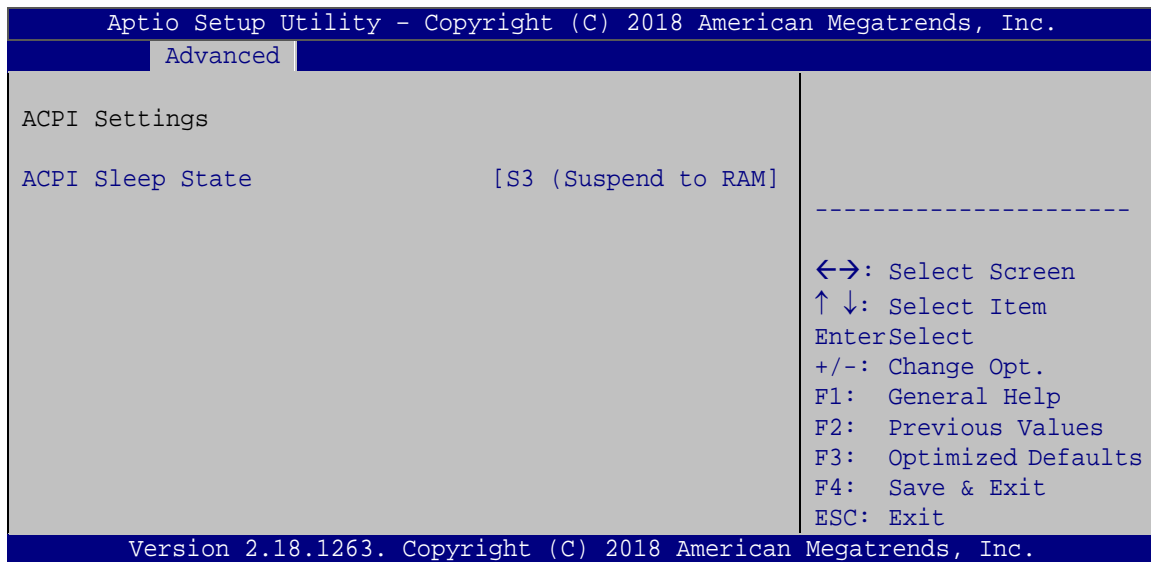 Aptio Setup Utility – Copyright (C) 2018 American Megatrends, Inc.
Advanced
ACPI Settings
ACPI Sleep State [S3 (Suspend to RAM]
----------------------
←→: Select Screen
↑ ↓: Select Item
EnterSelect
+/-: Change Opt.
F1: General Help
F2: Previous Values
F3: Optimized Defaults
F4: Save & Exit
ESC: Exit
Version 2.18.1263. Copyright (C) 2018 American Megatrends, Inc.